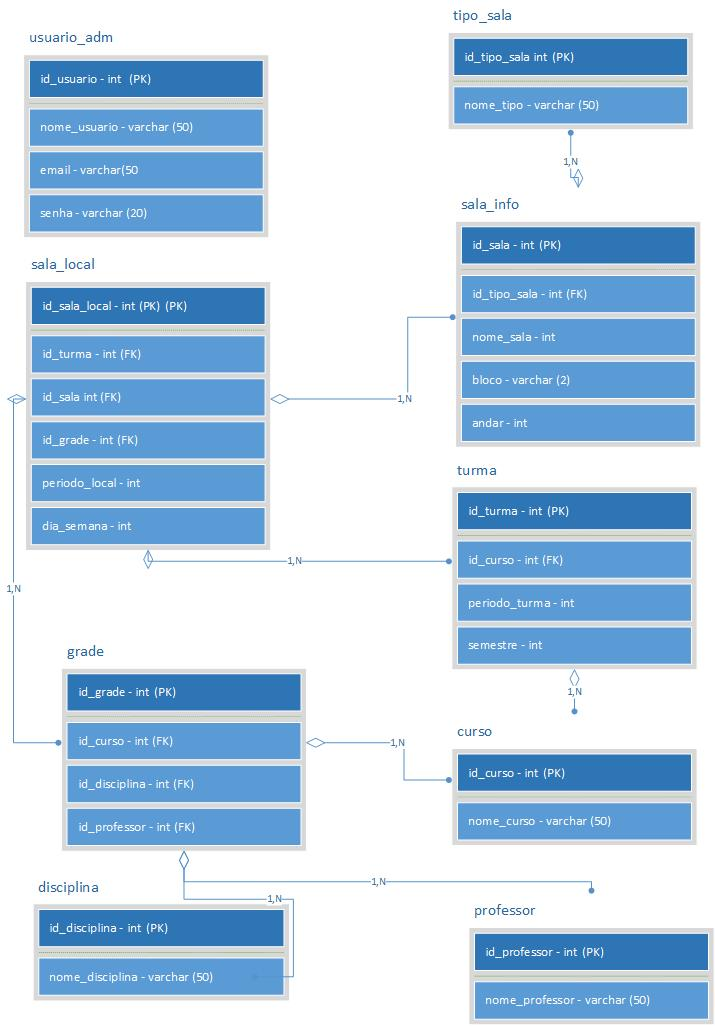 usuario_adm
id_usuario - int (PK)
nome_usuario - varchar (50)
email - varchar(50
senha - varchar (20)
tipo_sala
id_tipo_sala int (PK)
nome_tipo - varchar (50)
1,N
sala_info
id_sala - int (PK)
id_tipo_sala - int (FK)
nome_sala - int
bloco - varchar (2)
andar - int
sala_local
id_sala_local - int (PK) (PK)
id_turma - int (FK)
id_sala int (FK)
id_grade - int (FK)
periodo_local - int
dia_semana - int
1,N
1,N
1,N
turma
id_turma - int (PK)
id_curso - int (FK)
periodo_turma - int
semestre - int
1,N
grade
id_grade - int (PK)
id_curso - int (FK)
id_disciplina - int (FK)
id_professor - int (FK)
1,N
curso
id_curso - int (PK)
nome_curso - varchar (50)
1,N
1,N
disciplina
id_disciplina - int (PK)
nome_disciplina - varchar (50)
professor
id_professor - int (PK)
nome_professor - varchar (50)